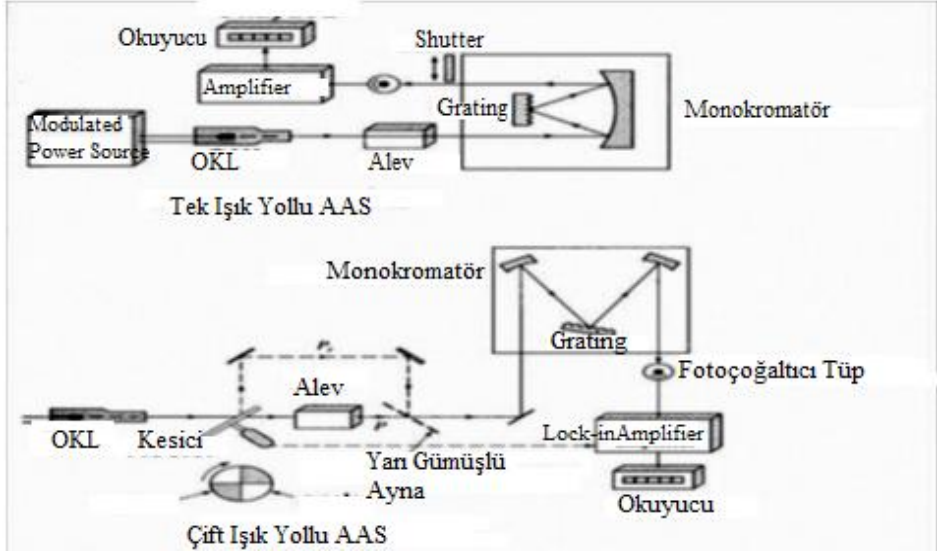 Okuyucu
Shutter
Amplifier
Grating
Monokromatör
Modulated
Power Source
OKL
Alev
Tek Işık Yollu AAS
Monokromatör
Grating
Fotoçoğaltıcı Tüp
Alev
P
OKL
Kesici
Lock-inAmplifier
Yarı Gümüşlü
Ayna
Okuyucu
Çift Işık Yollu AAS